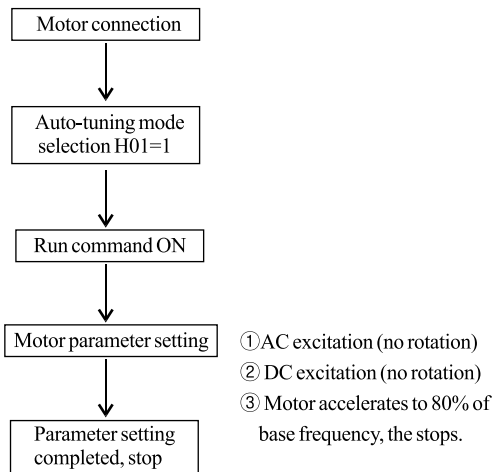 Motor connection
Auto-tuning mode
selection H01=1
Run command ON
Motor parameter setting
①AC excitation (no rotation)
② DC excitation (no rotation)
③ Motor accelerates to 80% of
base frequency, the stops.
Parameter setting
completed, stop